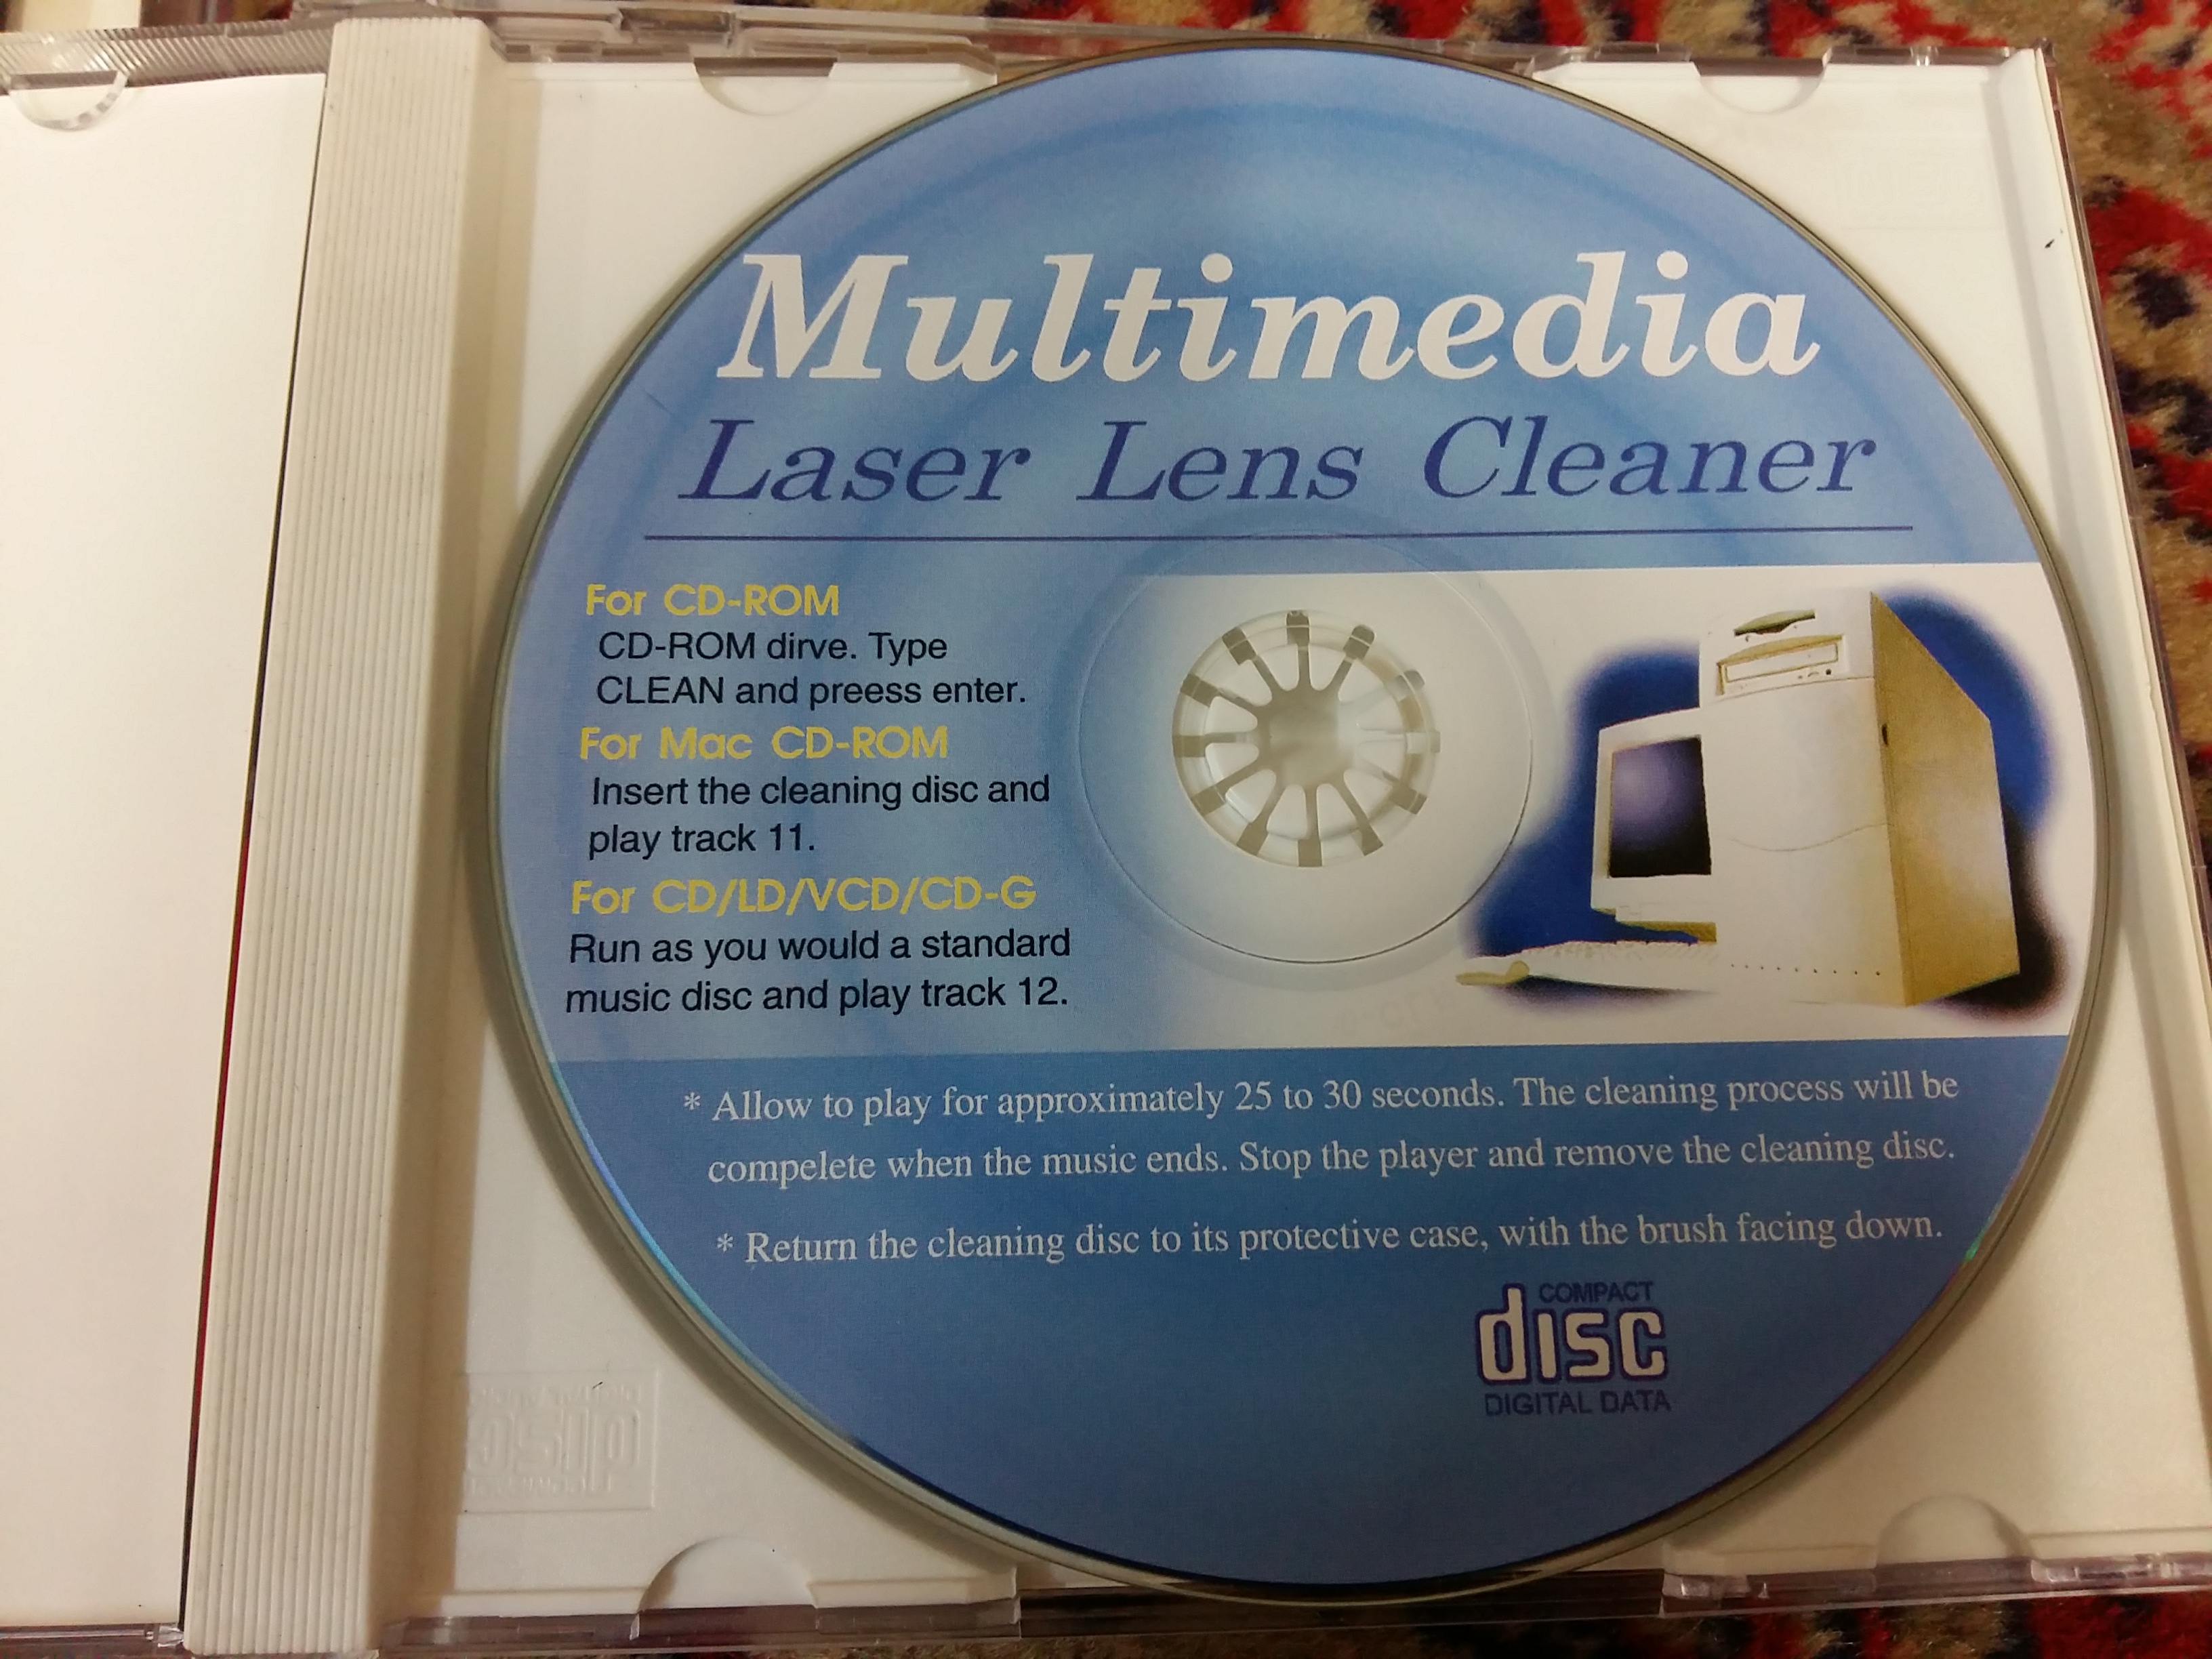 Multimedia
Laser Lens Cleaner
For CD-ROM
CD-ROM dirve. Type
CLEAN and preess enter.
For Mac CD-ROM
Insert the cleaning disc and
play track 11.
For CD/LD/VCD/CD-G
Run as you would a standard
music disc and play track 12.
* Allow to play for approximately 25 to 30 seconds. The cleaning process will be
compelete when the music ends. Stop the player and remove the cleaning disc.
* Return the cleaning disc to its protective case, with the brush facing down.
COMPACT
disc
DIGITAL DATA